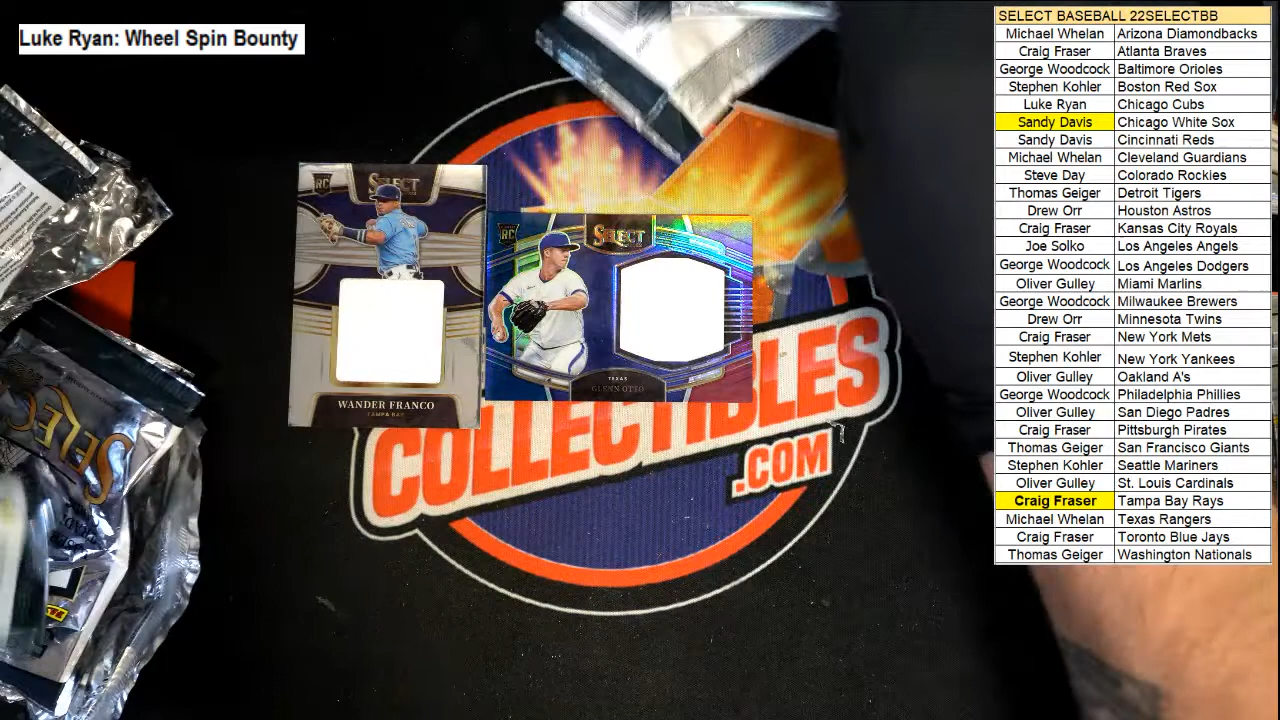 Luke Ryan: Wheel Spin Bounty
SELECT BASEBALL 22SELECTBB
Michael Whelan Arizona Diamondbacks
Craig Fraser Atlanta Braves
George Woodcock Baltimore Orioles
Stephen Kohler Boston Red Sox
Luke Ryan Chicago Cubs
Sandy Davis Chicago White Sox
Sandy Davis Cincinnati Reds
Michael Whelan Cleveland Guardians
Steve Day Colorado Rockies
Thomas Geiger Detroit Tigers
Drew Orr Houston Astros
Craig Fraser Kansas City Royals
Joe Solko Los Angeles Angels
George Woodcock Los Angeles Dodgers
Oliver Gulley Miami Marlins
George Woodcock Milwaukee Brewers
Drew Orr Minnesota Twins
Craig Fraser New York Mets
Stephen Kohler New York Yankees
Oliver Gulley Oakland A's
George Woodcock Philadelphia Phillies
Oliver Gulley San Diego Padres
Craig Fraser Pittsburgh Pirates
Thomas Geiger San Francisco Giants
Stephen Kohler Seattle Mariners
Oliver Gulley St. Louis Cardinals
Craig Fraser Tampa Bay Rays
Michael Whelan Texas Rangers
Craig Fraser Toronto Blue Jays
Thomas Geiger Washington Nationals
RC
SELECT
WANDER FRANCO
TAMPA BAY
RC
SELECT
TEXAS
GLENN OTTO
COLLECTIBLES
.COM
SELECT